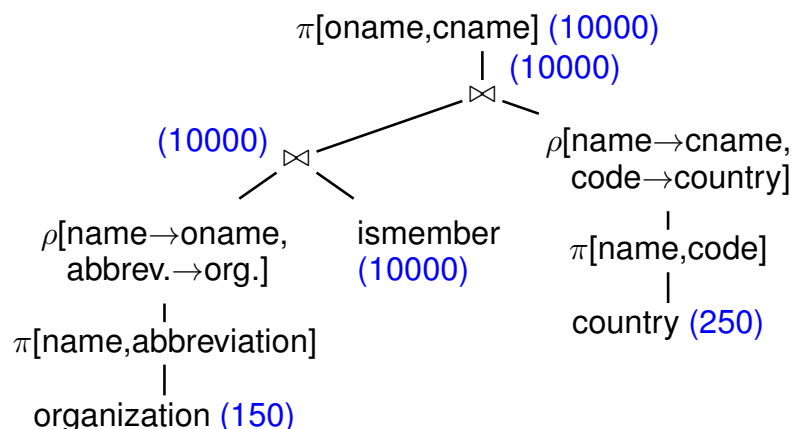 π[oname,cname] (10000)
(10000)
⋈
(10000) ⋈
ρ[name→cname,
code→country]
ρ[name→oname,
abbrev.→org.]
ismember
(10000)
π[name,code]
country (250)
π[name,abbreviation]
organization (150)